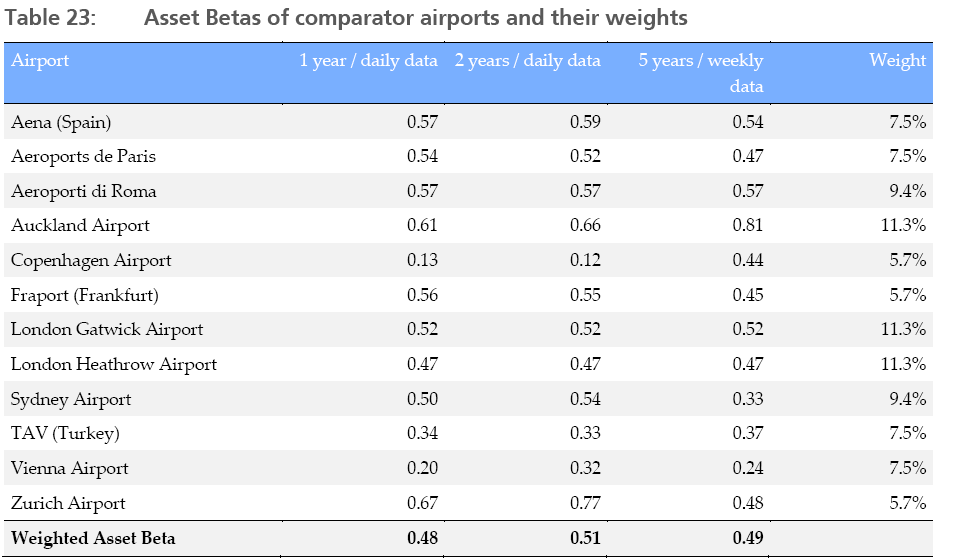 Table 23: Asset Betas of comparator airports and their weights
Airport 1 year / daily data 2 years / daily data 5 years / weekly data Weight
Aena (Spain) 0.57 0.59 0.54 7.5%
Aeroports de Paris 0.54 0.52 0.47 7.5%
Aeroporti di Roma 0.57 0.57 0.57 9.4%
Auckland Airport 0.61 0.66 0.81 11.3%
Copenhagen Airport 0.13 0.12 0.44 5.7%
Fraport (Frankfurt) 0.56 0.55 0.45 5.7%
London Gatwick Airport 0.52 0.52 0.52 11.3%
London Heathrow Airport 0.47 0.47 0.47 11.3%
Sydney Airport 0.50 0.54 0.33 9.4%
TAV (Turkey) 0.34 0.33 0.37 7.5%
Vienna Airport 0.20 0.32 0.24 7.5%
Zurich Airport 0.67 0.77 0.48 5.7%
Weighted Asset Beta 0.48 0.51 0.49